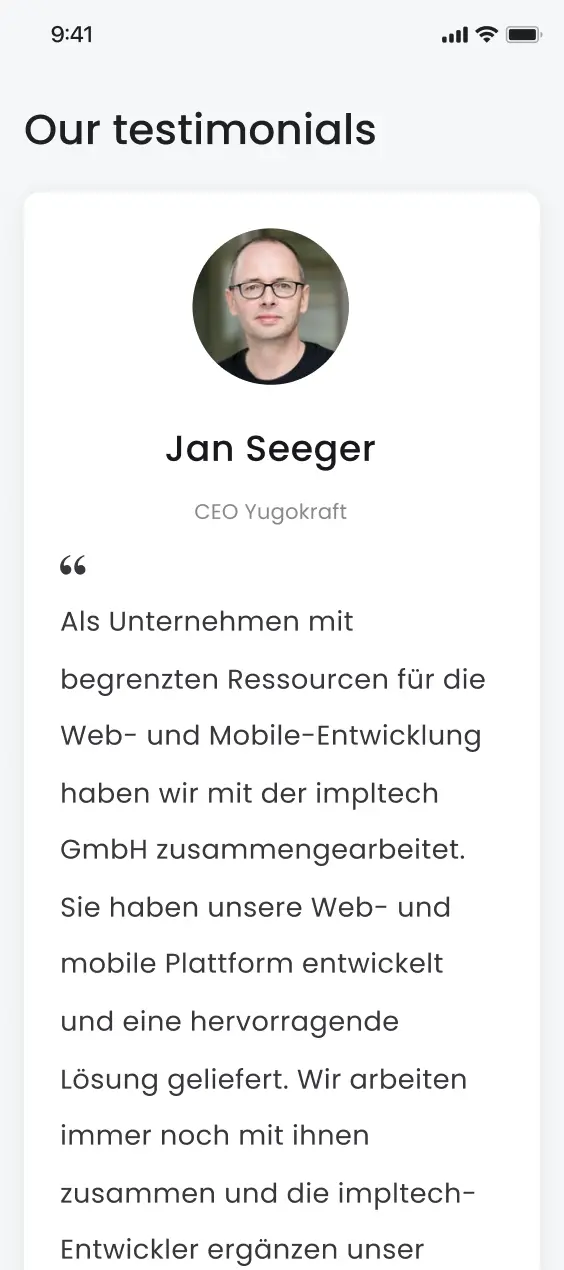 9:41
Our testimonials
Jan Seeger
CEO Yugokraft
“
Als Unternehmen mit
begrenzten Ressourcen für die
Web- und Mobile-Entwicklung
haben wir mit der impltech
GmbH zusammengearbeitet.
Sie haben unsere Web- und
mobile Plattform entwickelt
und eine hervorragende
Lösung geliefert. Wir arbeiten
immer noch mit ihnen
zusammen und die impltech-
Entwickler ergänzen unser